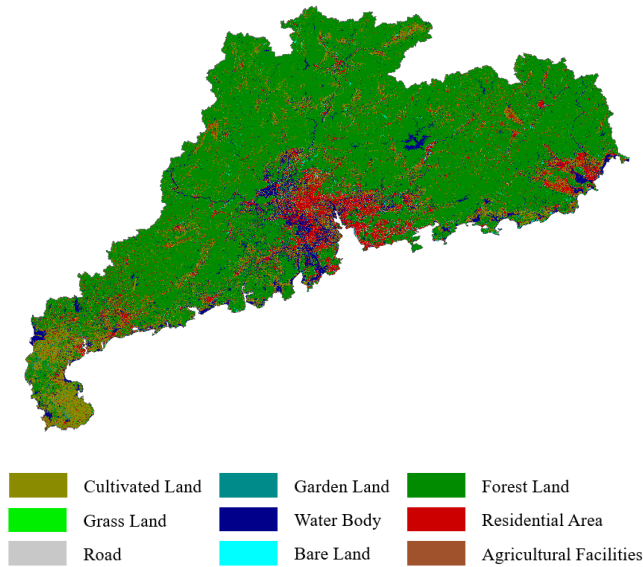 Cultivated Land Garden Land Forest Land
Grass Land Water Body Residential Area
Road Bare Land Agricultural Facilities